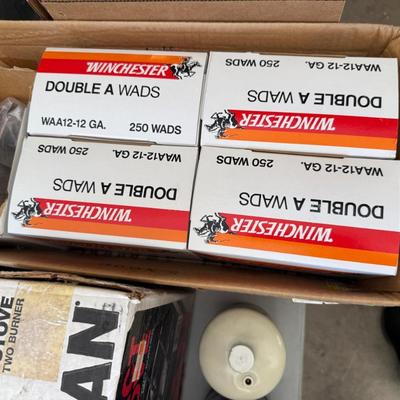 WINCHESTER
DOUBLE A WADS
WAA12-12 GA. 250 WADS
WAA12-12 GA. 250 WADS
DOUBLE A WADS
WINCHESTER
WAA12-12 GA. 250 WADS
DOUBLE A WADS
WINCHESTER
WAA12-12 GA. 250 WADS
DOUBLE A WADS
WINCHESTER
STOVE
TWO BURNER
AN